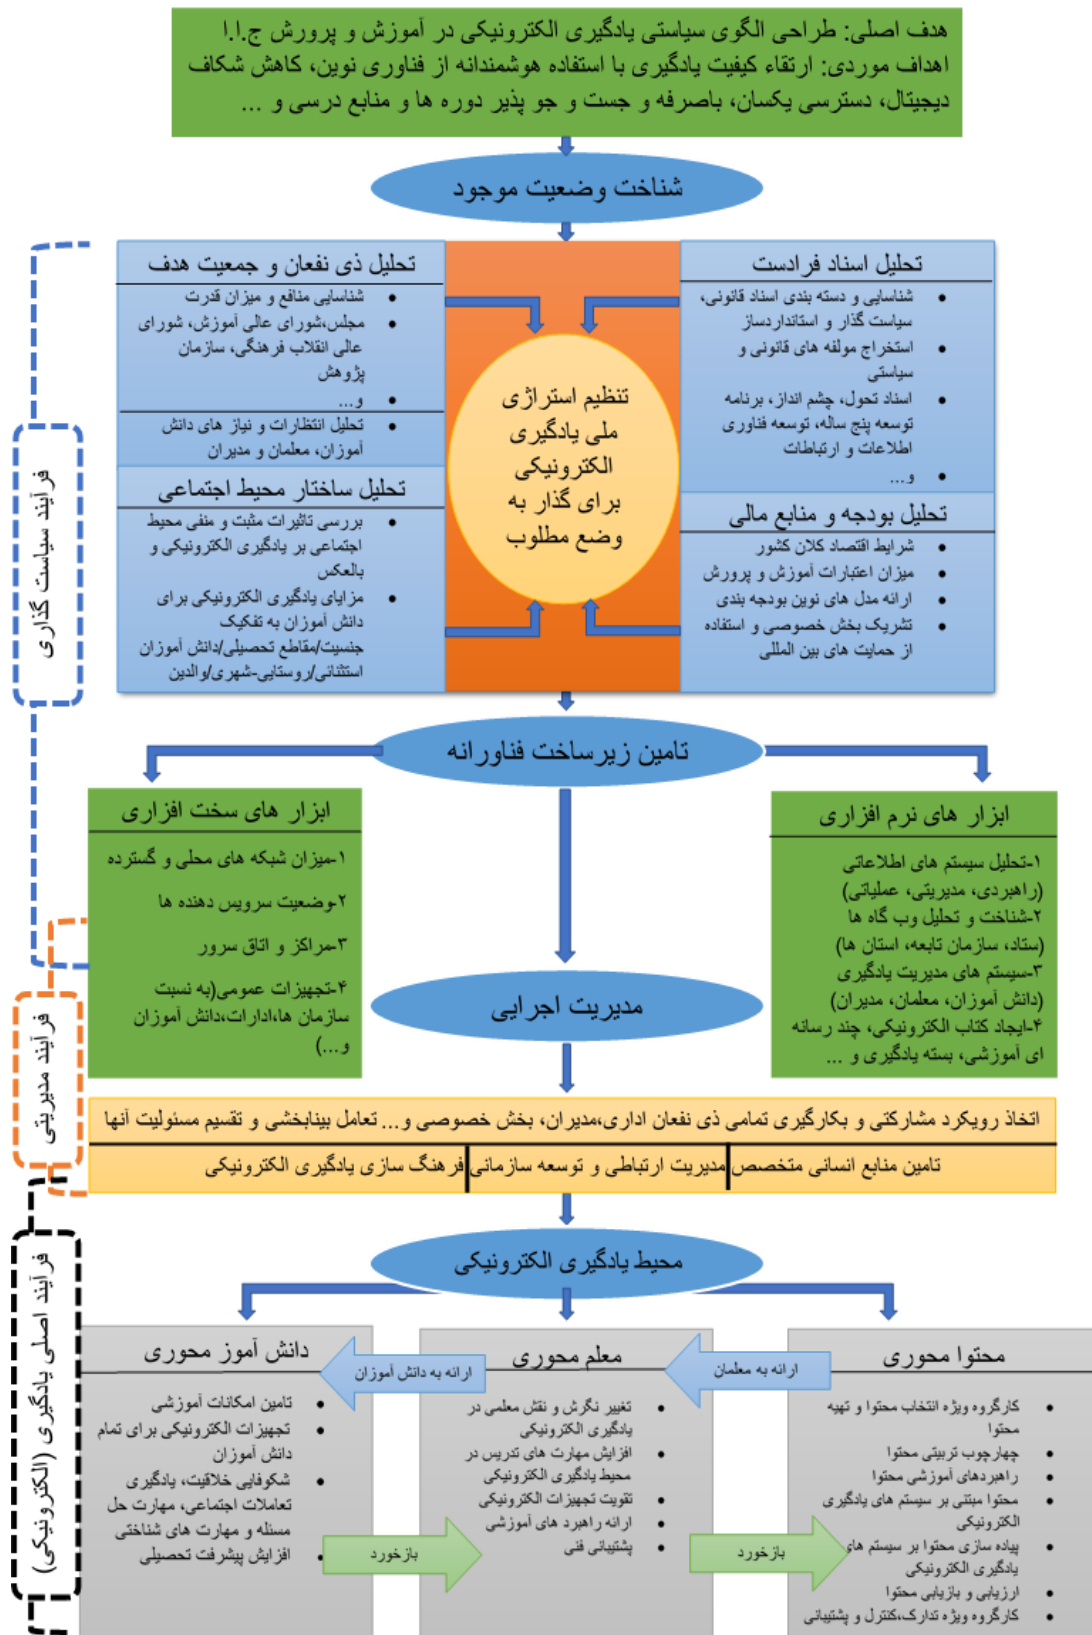 هدف اصلی: طراحی الگوی سیاستی یادگیری الکترونیکی در آموزش و پرورش ج.ا.ا
اهداف موردی: ارتقاء کیفیت یادگیری با استفاده هوشمندانه از فناوری نوین، کاهش شکاف
دیجیتال، دسترسی یکسان، باصرفه و جست و جو پذیر دوره ها و منابع درسی و ...
شناخت وضعیت موجود
تحلیل اسناد فرادست
شناسایی و دسته بندی اسناد قانونی،
سیاست گذار و استانداردساز
استخراج مولفه های قانونی و
سیاستی
اسناد تحول، چشم انداز، برنامه
توسعه پنج ساله، توسعه فناوری
اطلاعات و ارتباطات
و...
تحلیل بودجه و منابع مالی
شرایط اقتصاد کلان کشور
میزان اعتبارات آموزش و پرورش
ارائه مدل های نوین بودجه بندی
تشریک بخش خصوصی و استفاده
از حمایت های بین المللی
تنظیم استراتژی
ملی یادگیری
الکترونیکی
برای گذار به
وضع مطلوب
تحلیل ذی نفعان و جمعیت هدف
شناسایی منافع و میزان قدرت
مجلس،شورای عالی آموزش، شورای
عالی انقلاب فرهنگی، سازمان
پژوهش
و...
تحلیل انتظارات و نیاز های دانش
آموزان، معلمان و مدیران
تحلیل ساختار محیط اجتماعی
بررسی تاثیرات مثبت و منفی محیط
اجتماعی بر یادگیری الکترونیکی و
بالعکس
مزایای یادگیری الکترونیکی برای
دانش آموزان به تفکیک
جنسیت/مقاطع تحصیلی/دانش آموزان
استثنائی/روستایی-شهری/والدین
فرآیند سیاست گذاری
تامین زیرساخت فناورانه
ابزار های نرم افزاری
۱-تحلیل سیستم های اطلاعاتی
(راهبردی، مدیریتی، عملیاتی)
۲-شناخت و تحلیل وب گاه ها
(ستاد، سازمان تابعه، استان ها)
۳-سیستم های مدیریت یادگیری
(دانش آموزان، معلمان، مدیران)
۴-ایجاد کتاب الکترونیکی، چند رسانه
ای آموزشی، بسته یادگیری و ...
ابزار های سخت افزاری
۱-میزان شبکه های محلی و گسترده
۲-وضعیت سرویس دهنده ها
۳-مراکز و اتاق سرور
۴-تجهیزات عمومی(به نسبت
سازمان ها،ادارات،دانش آموزان
و...)
مدیریت اجرایی
فرآیند مدیریتی
اتخاذ رویکرد مشارکتی و بکارگیری تمامی ذی نفعان اداری،مدیران، بخش خصوصی و... تعامل بینابخشی و تقسیم مسئولیت آنها
تامین منابع انسانی متخصص
مدیریت ارتباطی و توسعه سازمانی
فرهنگ سازی یادگیری الکترونیکی
محیط یادگیری الکترونیکی
فرآیند اصلی یادگیری (الکترونیکی)
محتوا محوری
کارگروه ویژه انتخاب محتوا و تهیه
محتوا
چهارچوب تربیتی محتوا
راهبردهای آموزشی محتوا
محتوا مبتنی بر سیستم های یادگیری
الکترونیکی
پیاده سازی محتوا بر سیستم های
یادگیری الکترونیکی
ارزیابی و بازیابی محتوا
کارگروه ویژه تدارک،کنترل و پشتیبانی
ارائه به معلمان
بازخورد
معلم محوری
تغییر نگرش و نقش معلمی در
یادگیری الکترونیکی
افزایش مهارت های تدریس در
محیط یادگیری الکترونیکی
تقویت تجهیزات الکترونیکی
ارائه راهبرد های آموزشی
پشتیبانی فنی
ارائه به دانش آموزان
بازخورد
دانش آموز محوری
تامین امکانات آموزشی
تجهیزات الکترونیکی برای تمام
دانش آموزان
شکوفایی خلاقیت، یادگیری
تعاملات اجتماعی، مهارت حل
مسئله و مهارت های شناختی
افزایش پیشرفت تحصیلی